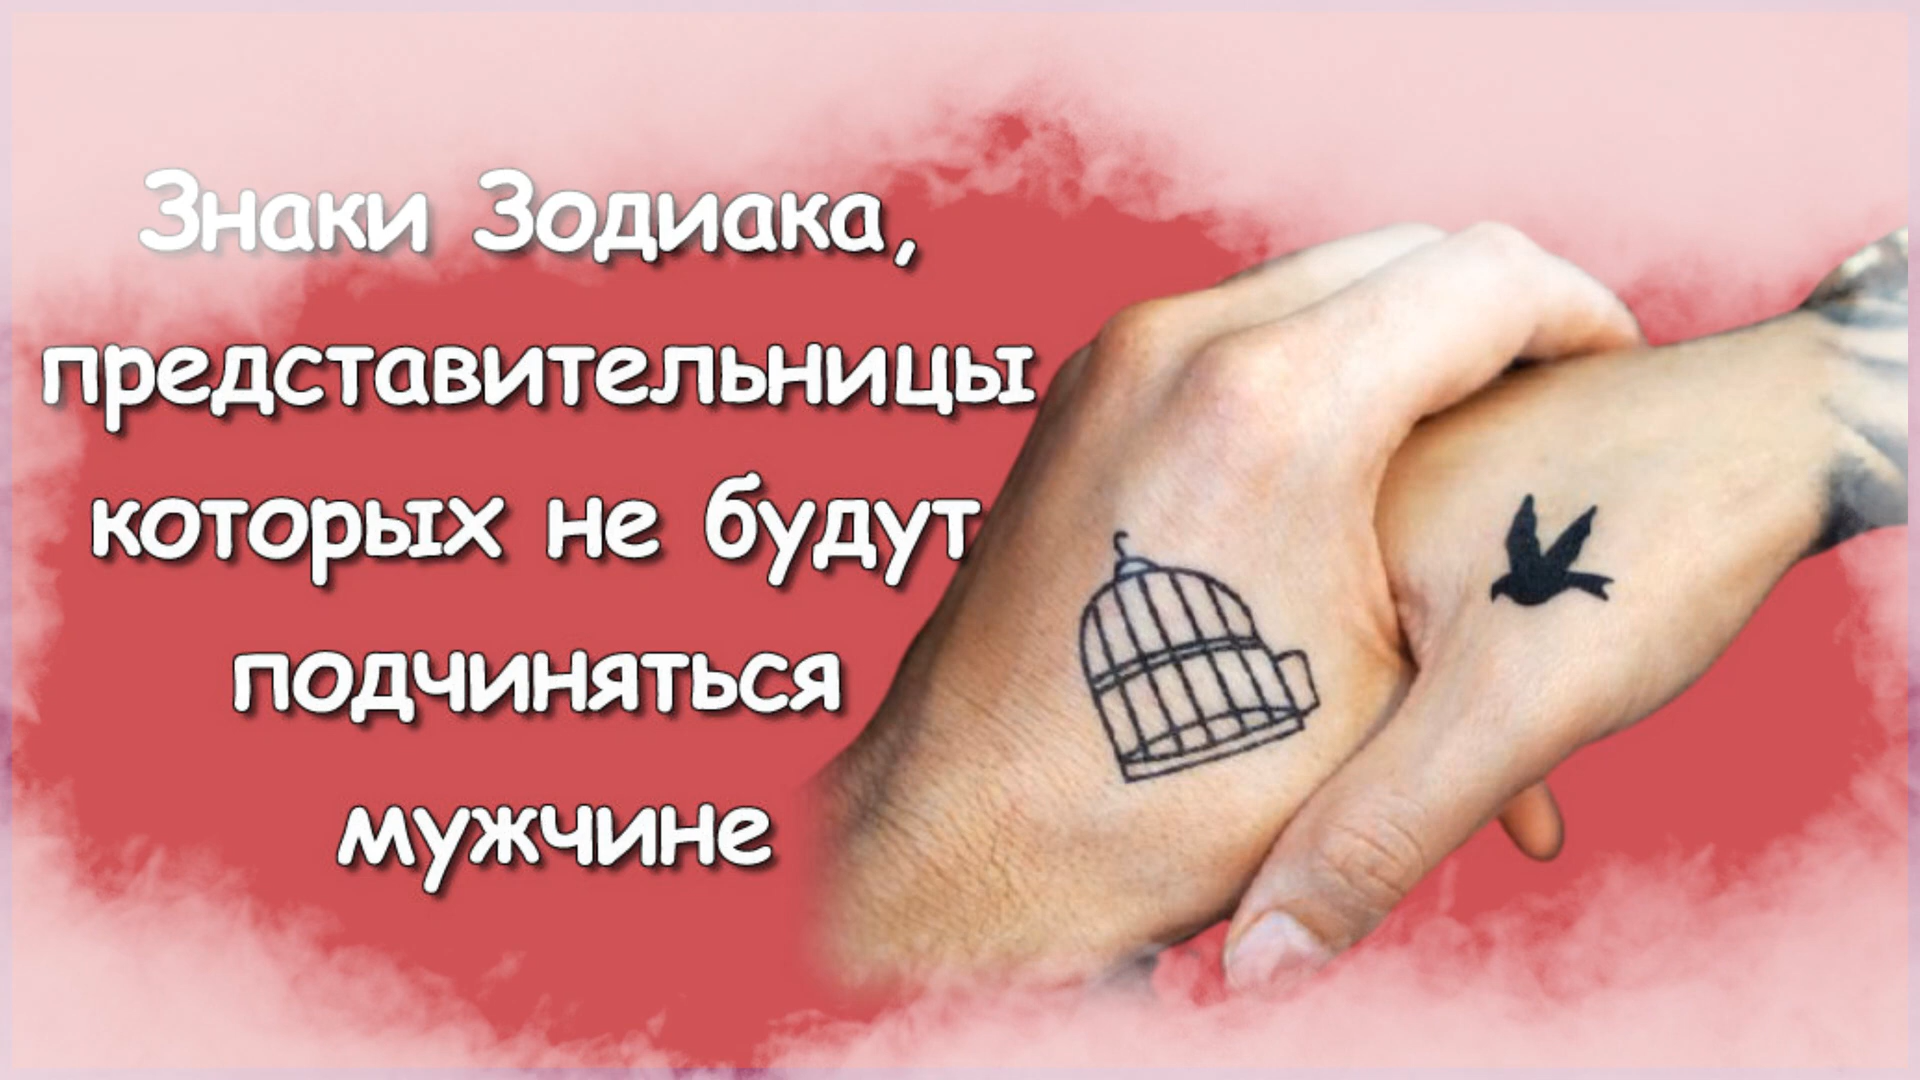 Знаки Зодиака,
представительницы
которых не будут
подчиняться
мужчине